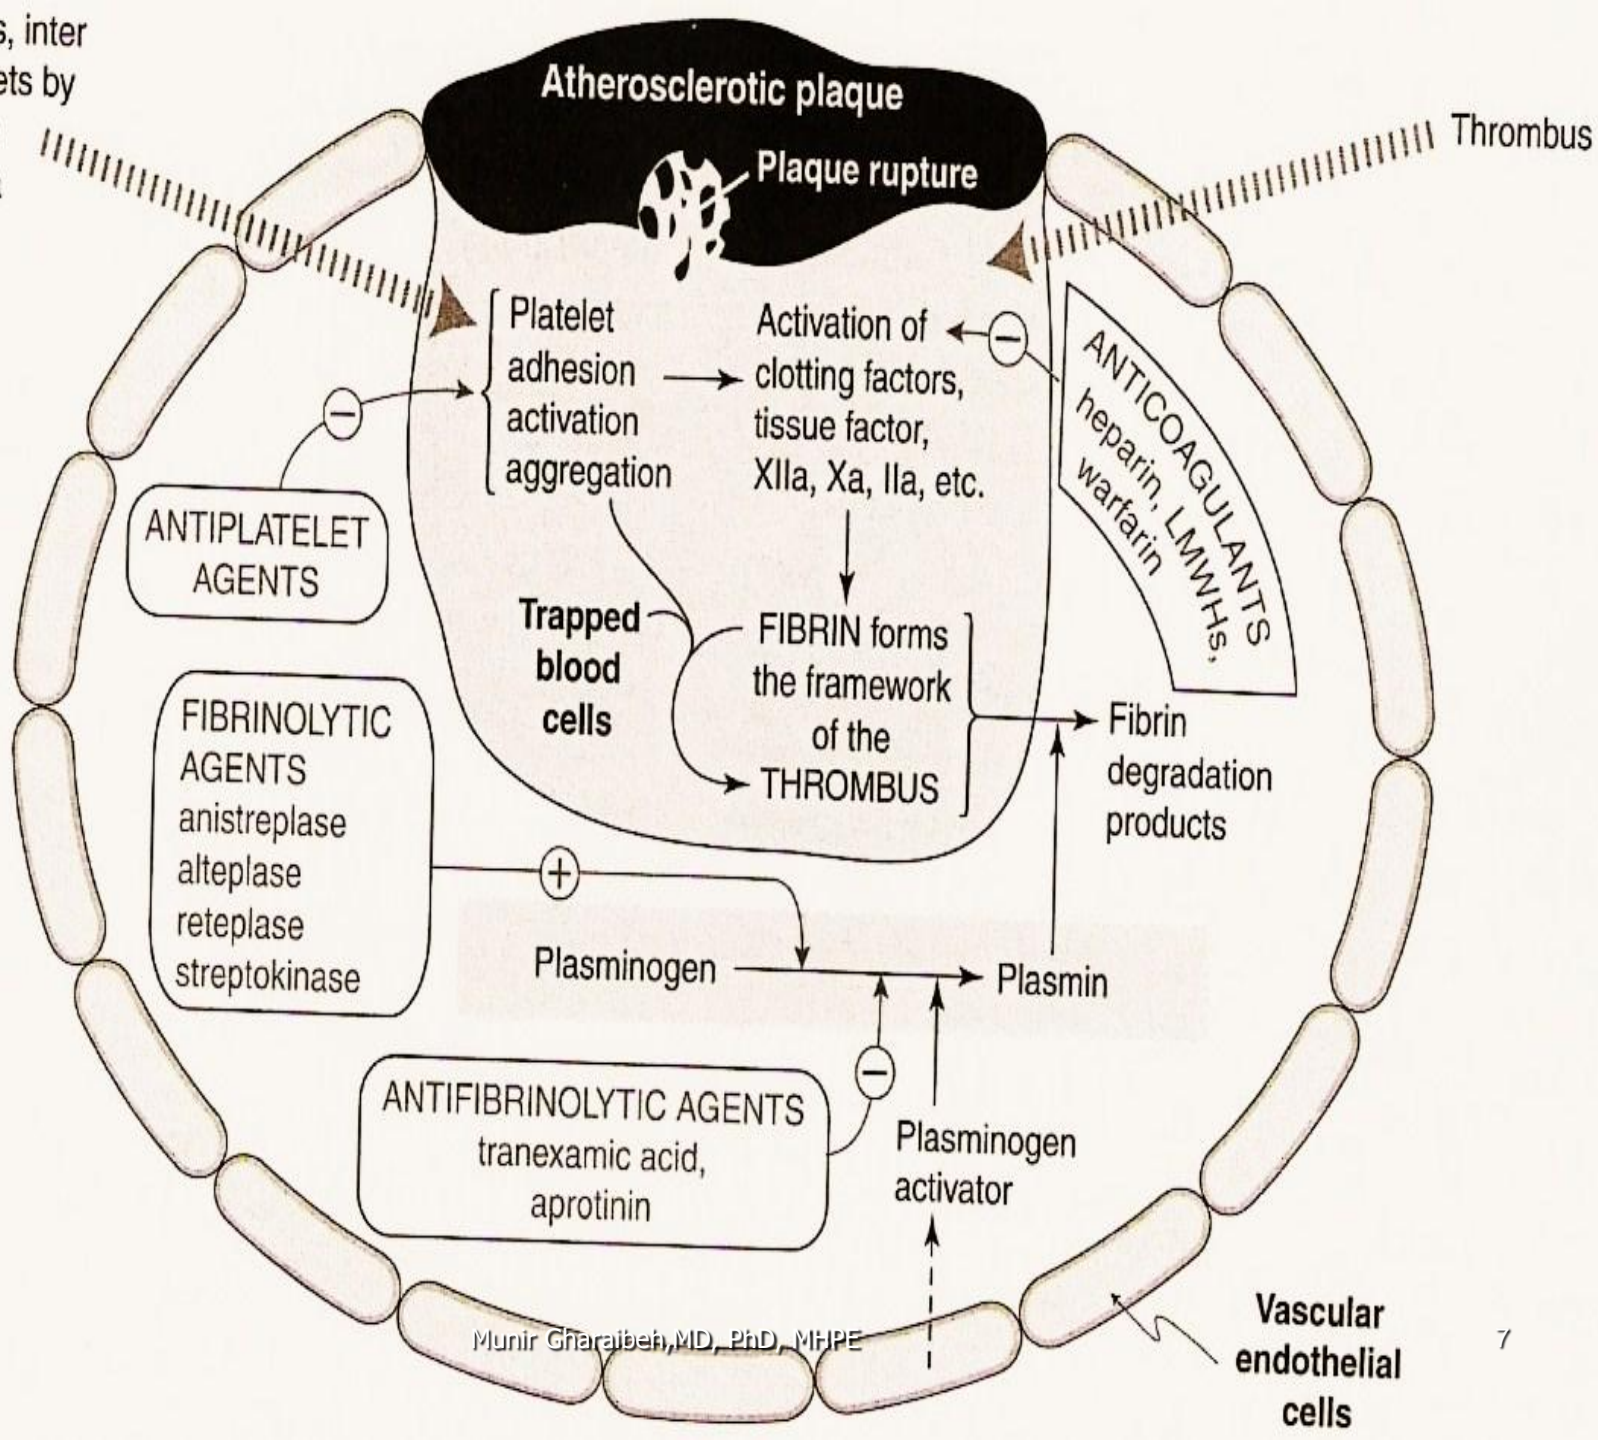 s, inter
ets by
Atherosclerotic plaque
Plaque rupture
Thrombus
Platelet
adhesion
activation
aggregation
Activation of
clotting factors,
tissue factor,
XIIa, Xa, IIa, etc.
−
−
ANTICOAGULANTS
heparin, LMWHs,
warfarin
ANTIPLATELET
AGENTS
Trapped
blood
cells
FIBRIN forms
the framework
of the
THROMBUS
Fibrin
degradation
products
FIBRINOLYTIC
AGENTS
anistreplase
alteplase
reteplase
streptokinase
+
Plasminogen
Plasmin
−
ANTIFIBRINOLYTIC AGENTS
tranexamic acid,
aprotinin
Plasminogen
activator
Vascular
endothelial
cells
Munir Gharaibeh,MD, PhD, MHPE
7